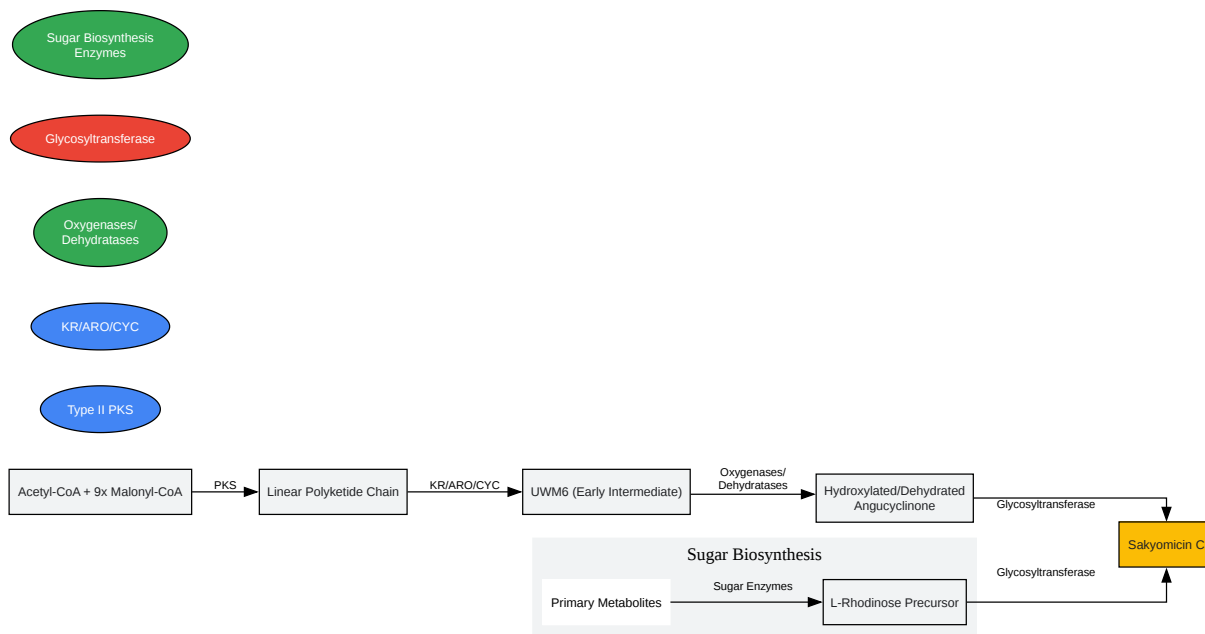 Sugar Biosynthesis
Enzymes
Glycosyltransferase
Oxygenases/
Dehydratases
KR/ARO/CYC
Type II PKS
Acetyl-CoA + 9x Malonyl-CoA
PKS
Linear Polyketide Chain
KR/ARO/CYC
UWM6 (Early Intermediate)
Oxygenases/
Dehydratases
Hydroxylated/Dehydrated
Angucyclinone
Glycosyltransferase
Sakyomicin C
Sugar Biosynthesis
Primary Metabolites
Sugar Enzymes
L-Rhodinose Precursor
Glycosyltransferase